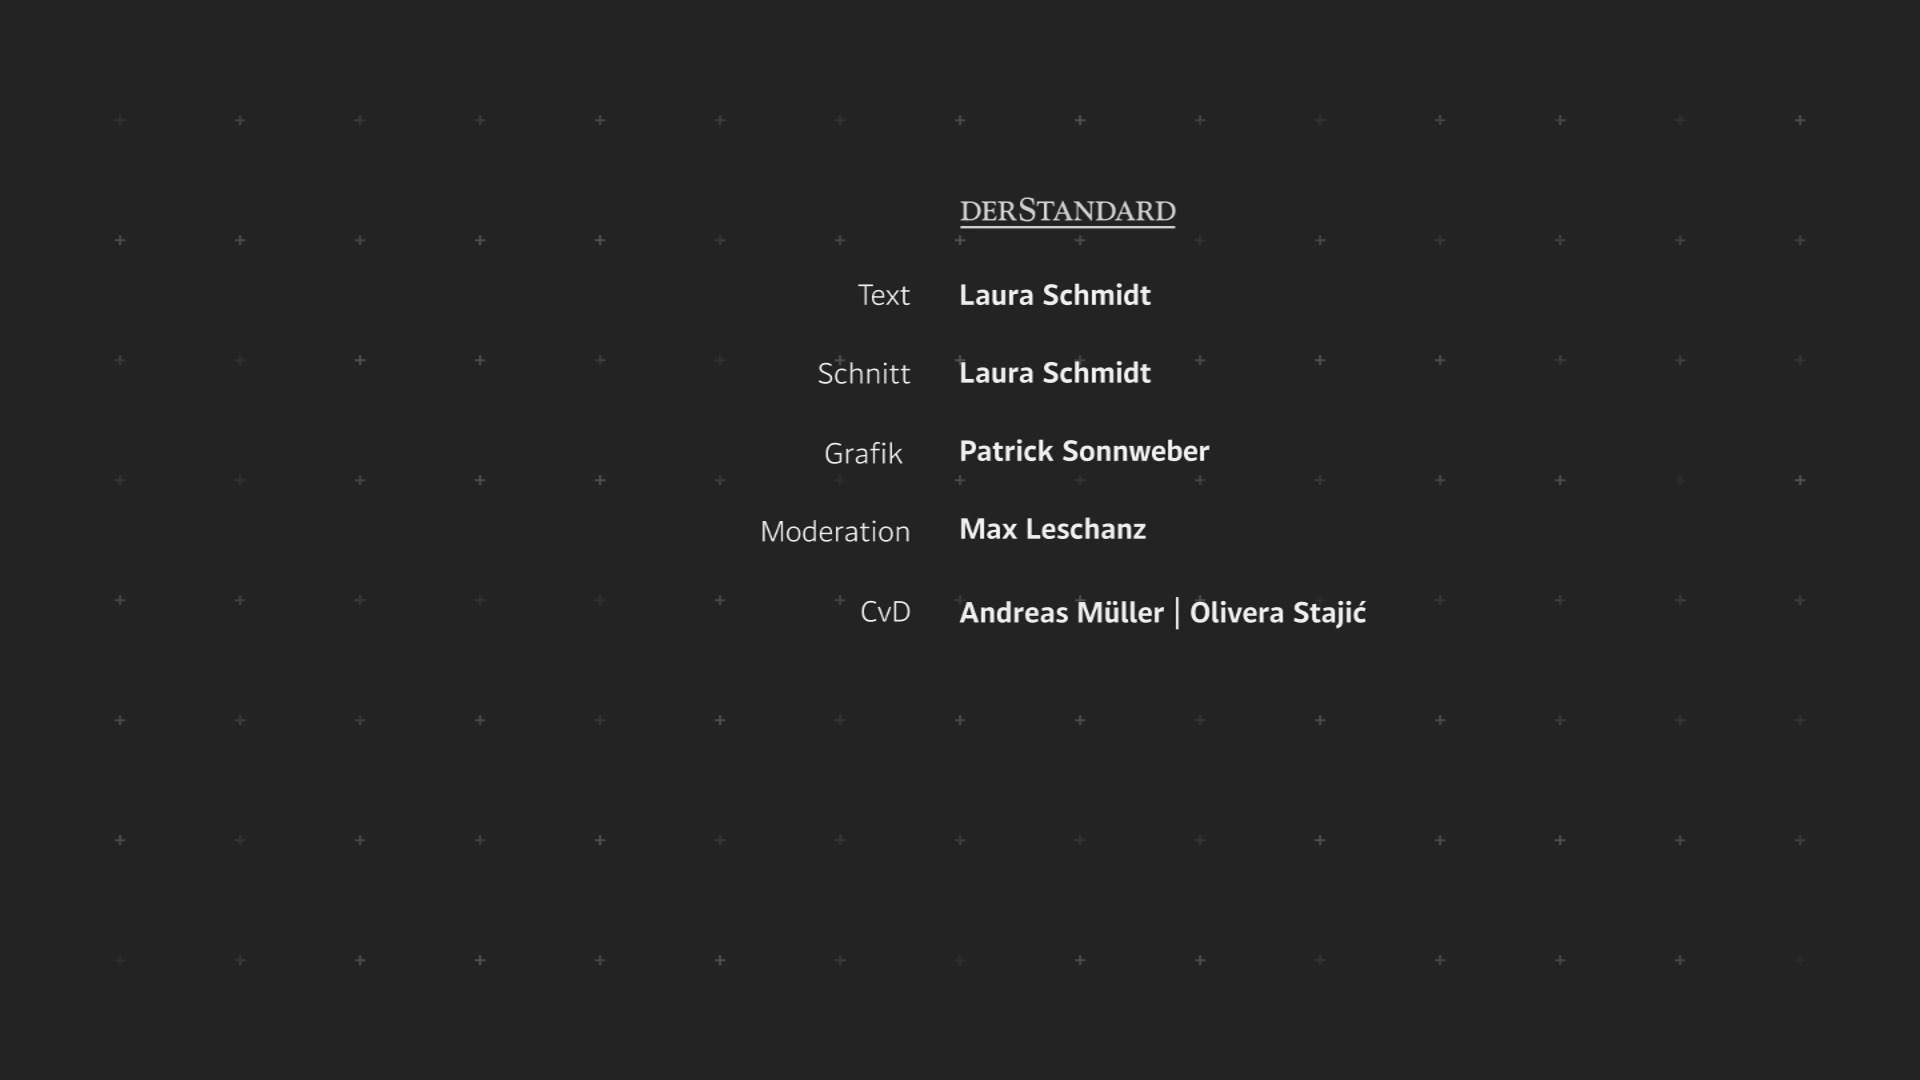 DERSTANDARD
Text Laura Schmidt
Schnitt Laura Schmidt
Grafik Patrick Sonnweber
Moderation Max Leschanz
CvD Andreas Müller | Olivera Stajić